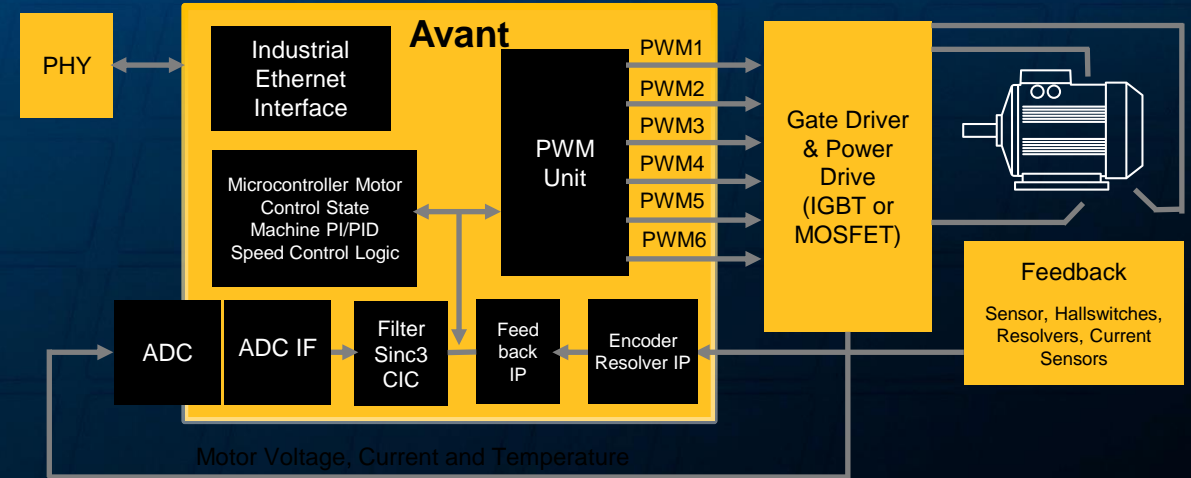 Avant
PHY
Industrial
Ethernet
Interface
Microcontroller Motor
Control State
Machine PI/PID
Speed Control Logic
PWM
Unit
PWM1
PWM2
PWM3
PWM4
PWM5
PWM6
Gate Driver
& Power
Drive
(IGBT or
MOSFET)
Feedback
Sensor, Hallswitches,
Resolvers, Current
Sensors
ADC
ADC IF
Filter
Sinc3
CIC
Feed
back
IP
Encoder
Resolver IP
Motor Voltage, Current and Temperature